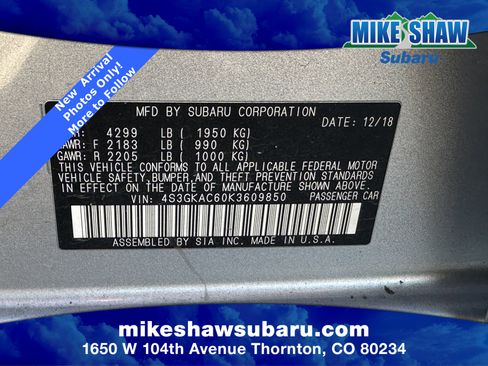 MIKE SHAW
Subaru
New Arrival
Photos Only!
More to Follow!
MFD BY SUBARU CORPORATION
DATE: 12/18
4299 LB ( 1950 KG)
F 2183 LB ( 990 KG)
GAWR: R 2205 LB ( 1000 KG)
THIS VEHICLE CONFORMS TO ALL APPLICABLE FEDERAL MOTOR
VEHICLE SAFETY, BUMPER, AND THEFT PREVENTION STANDARDS
IN EFFECT ON THE DATE OF MANUFACTURE SHOWN ABOVE.
VIN: 4S3GKAC60K3609850 PASSENGER CAR
ASSEMBLED BY SIA INC. MADE IN U.S.A.
mikeshawsubaru.com
1650 W 104th Avenue Thornton, CO 80234